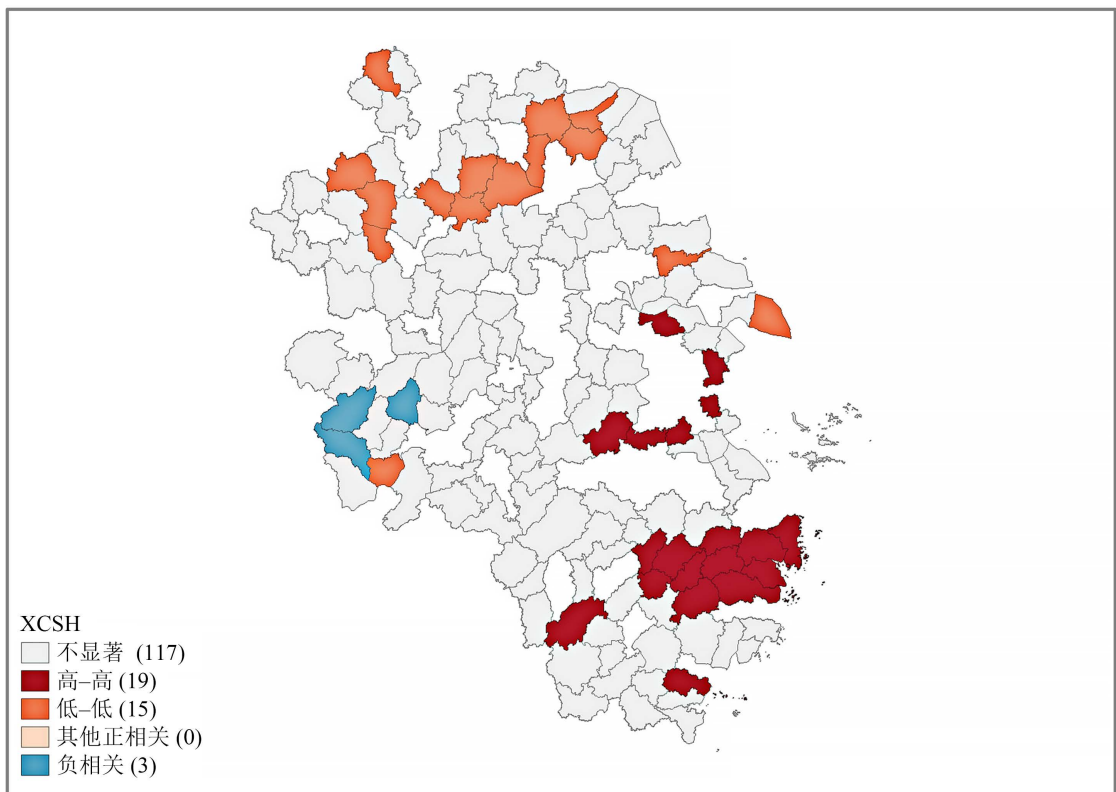 XCSH
不显著 (117)
高–高 (19)
低–低 (15)
其他正相关 (0)
负相关 (3)